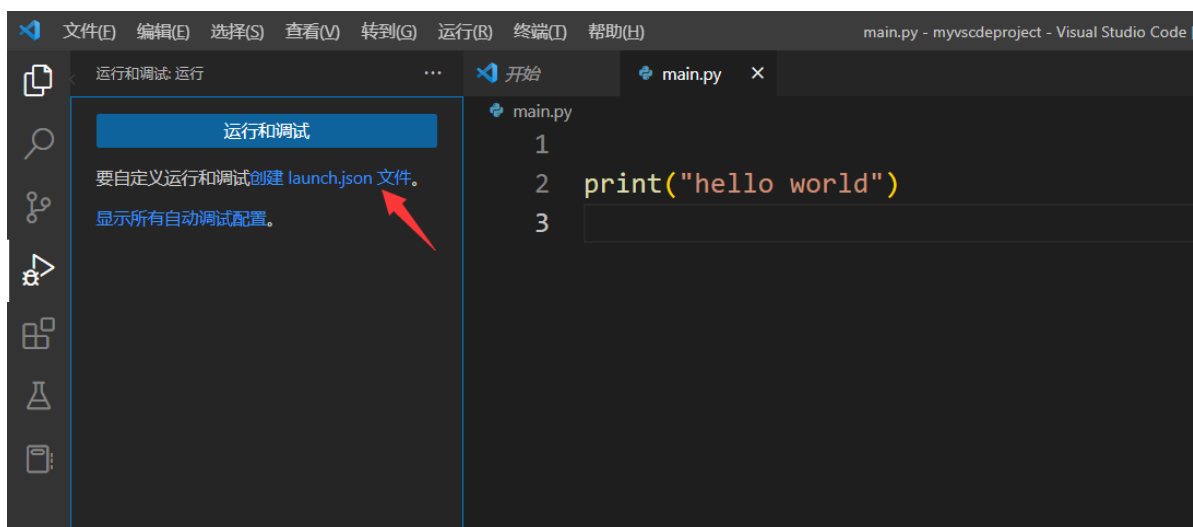 文件(F) 编辑(E) 选择(S) 查看(V) 转到(G) 运行(R) 终端(T) 帮助(H) main.py - myvscdeproject - Visual Studio Code
运行和调试: 运行 ···
开始 main.py ×
main.py
运行和调试
要自定义运行和调试创建 launch.json 文件。
显示所有自动调试配置。
1
2 print("hello world")
3